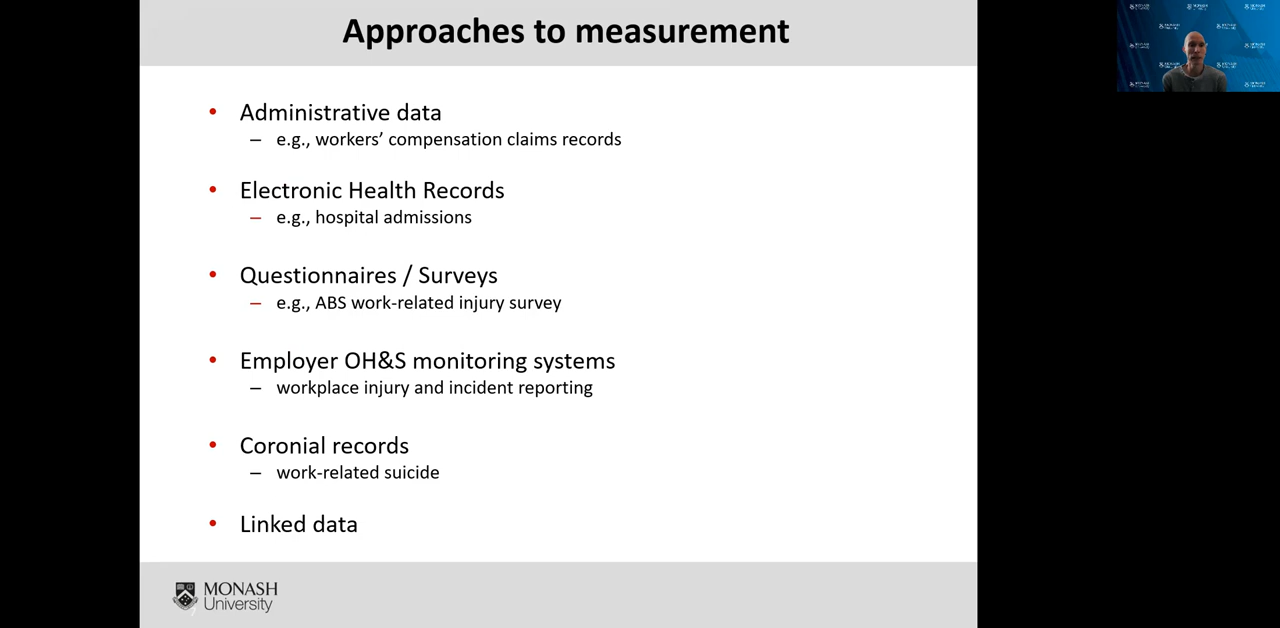 Approaches to measurement
• Administrative data
– e.g., workers’ compensation claims records
• Electronic Health Records
– e.g., hospital admissions
• Questionnaires / Surveys
– e.g., ABS work-related injury survey
• Employer OH&S monitoring systems
– workplace injury and incident reporting
• Coronial records
– work-related suicide
• Linked data
MONASH
University